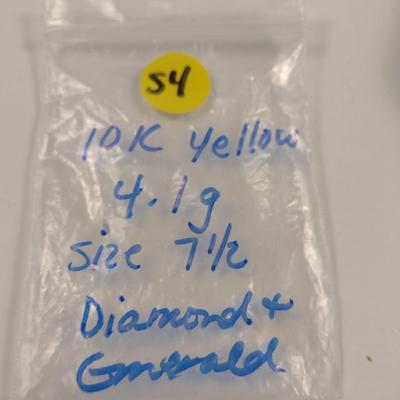 54
10K yellow
4.1g
Size 7 1/2
Diamond +
Emerald